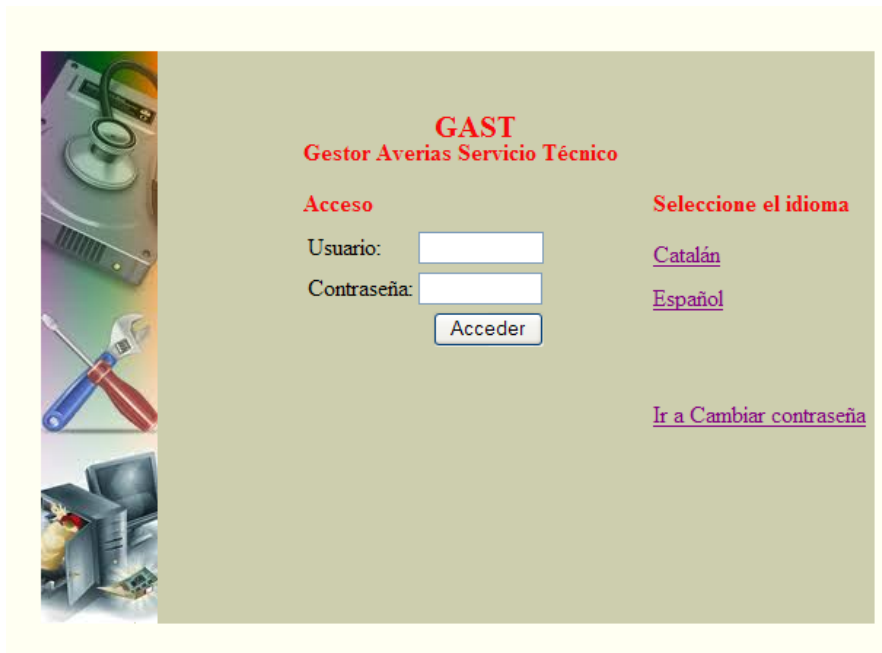 GAST
Gestor Averias Servicio Técnico
Acceso
Usuario:
Contraseña:
Acceder
Seleccione el idioma
Catalán
Español
Ir a Cambiar contraseña